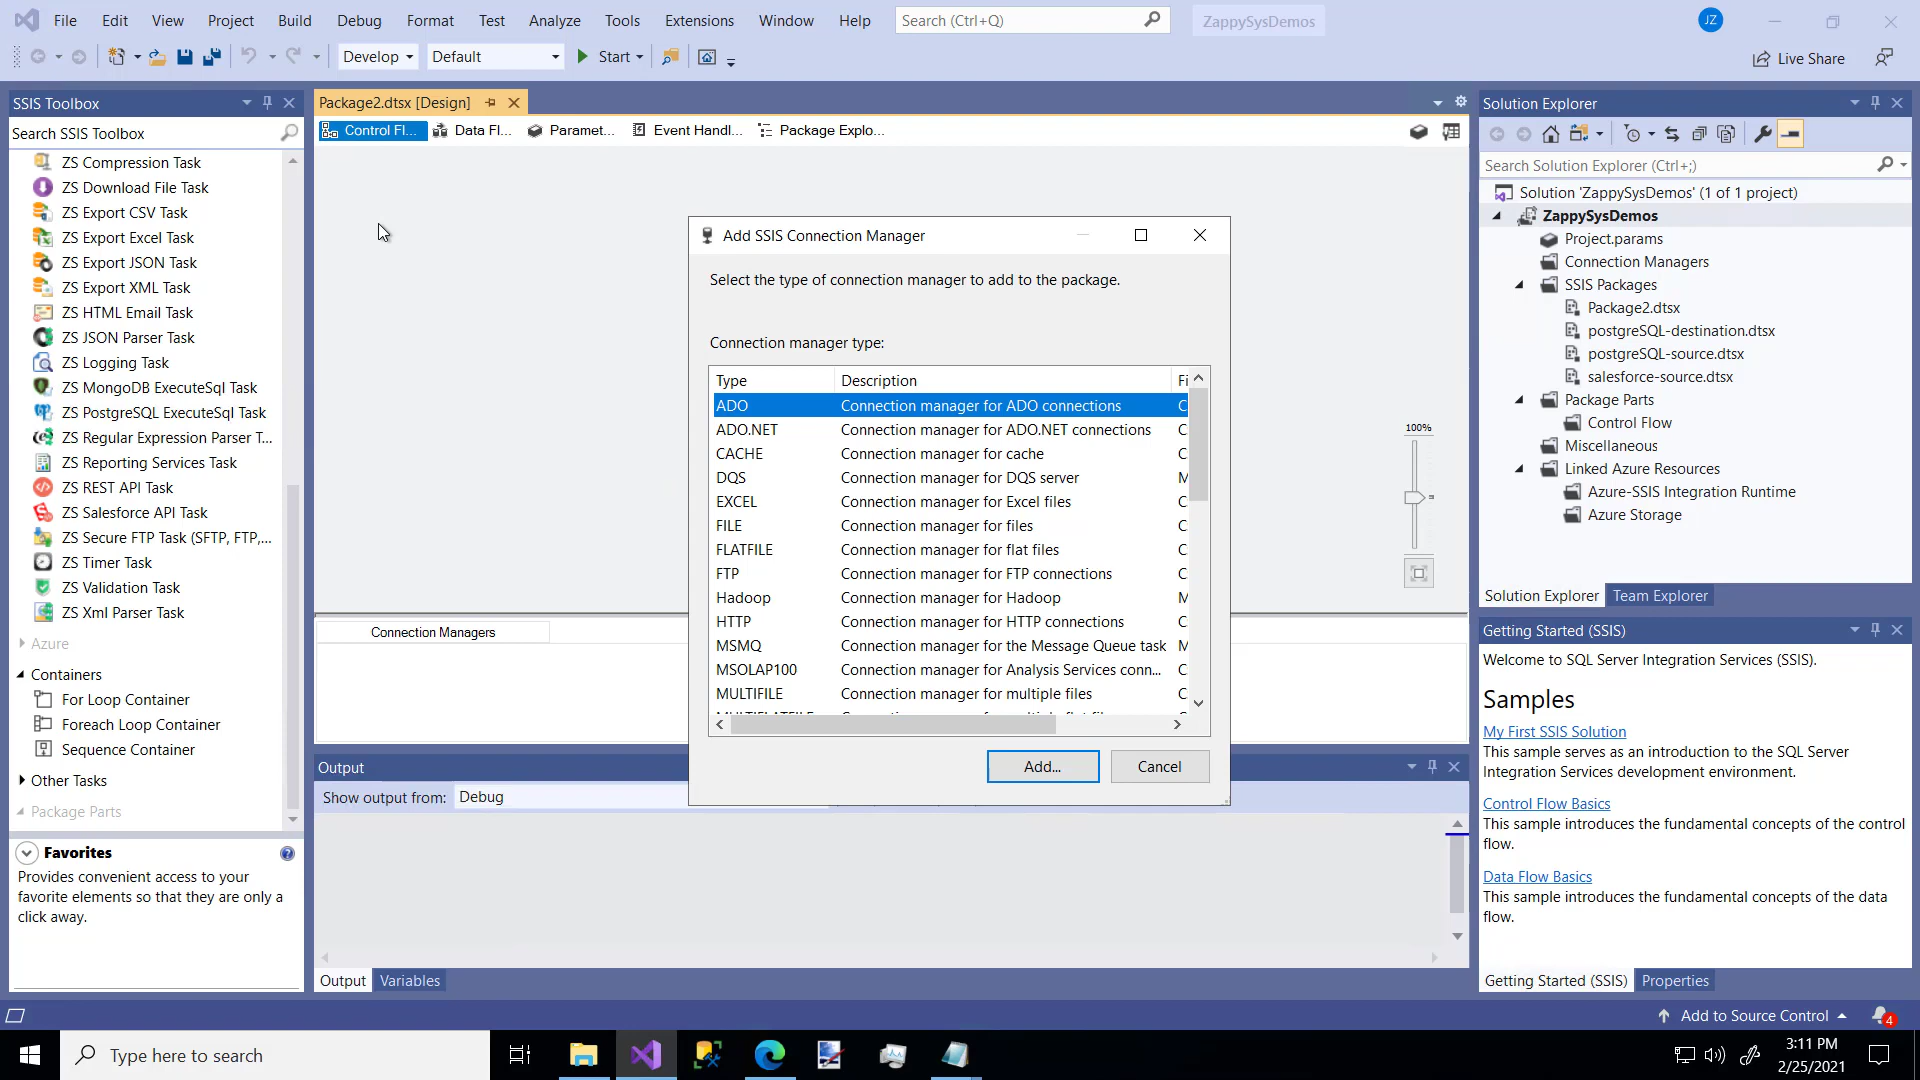 File Edit View Project Build Debug Format Test Analyze Tools Extensions Window Help Search (Ctrl+Q) ZappySysDemos JZ
Develop Default Start Live Share
SSIS Toolbox
Search SSIS Toolbox
ZS Compression Task
ZS Download File Task
ZS Export CSV Task
ZS Export Excel Task
ZS Export JSON Task
ZS Export XML Task
ZS HTML Email Task
ZS JSON Parser Task
ZS Logging Task
ZS MongoDB ExecuteSql Task
ZS PostgreSQL ExecuteSql Task
ZS Regular Expression Parser T...
ZS Reporting Services Task
ZS REST API Task
ZS Salesforce API Task
ZS Secure FTP Task (SFTP, FTP,...
ZS Timer Task
ZS Validation Task
ZS Xml Parser Task
Azure
Containers
For Loop Container
Foreach Loop Container
Sequence Container
Other Tasks
Package Parts
Favorites
Provides convenient access to your
favorite elements so that they are only a
click away.
Package2.dtsx [Design]
Control Fl... Data Fl... Paramet... Event Handl... Package Explo...
100%
Connection Managers
Add SSIS Connection Manager
Select the type of connection manager to add to the package.
Connection manager type:
Type Description Fi
ADO Connection manager for ADO connections C
ADO.NET Connection manager for ADO.NET connections C
CACHE Connection manager for cache C
DQS Connection manager for DQS server M
EXCEL Connection manager for Excel files C
FILE Connection manager for files C
FLATFILE Connection manager for flat files C
FTP Connection manager for FTP connections C
Hadoop Connection manager for Hadoop M
HTTP Connection manager for HTTP connections C
MSMQ Connection manager for the Message Queue task M
MSOLAP100 Connection manager for Analysis Services conn... C
MULTIFILE Connection manager for multiple files C
Add... Cancel
Output
Show output from: Debug
Output Variables
Solution Explorer
Search Solution Explorer (Ctrl+;)
Solution 'ZappySysDemos' (1 of 1 project)
ZappySysDemos
Project.params
Connection Managers
SSIS Packages
Package2.dtsx
postgreSQL-destination.dtsx
postgreSQL-source.dtsx
salesforce-source.dtsx
Package Parts
Control Flow
Miscellaneous
Linked Azure Resources
Azure-SSIS Integration Runtime
Azure Storage
Solution Explorer Team Explorer
Getting Started (SSIS)
Welcome to SQL Server Integration Services (SSIS).
Samples
My First SSIS Solution
This sample serves as an introduction to the SQL Server
Integration Services development environment.
Control Flow Basics
This sample introduces the fundamental concepts of the control
flow.
Data Flow Basics
This sample introduces the fundamental concepts of the data
flow.
Getting Started (SSIS) Properties
Add to Source Control 4
Type here to search
3:11 PM
2/25/2021